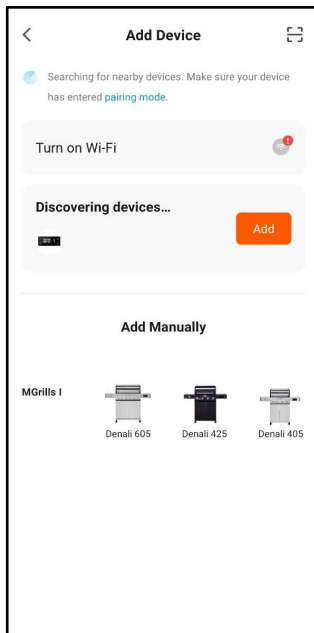 Add Device
Searching for nearby devices. Make sure your device
has entered pairing mode.
Turn on Wi-Fi
Discovering devices...
Add
Add Manually
MGrills I
Denali 605
Denali 425
Denali 405